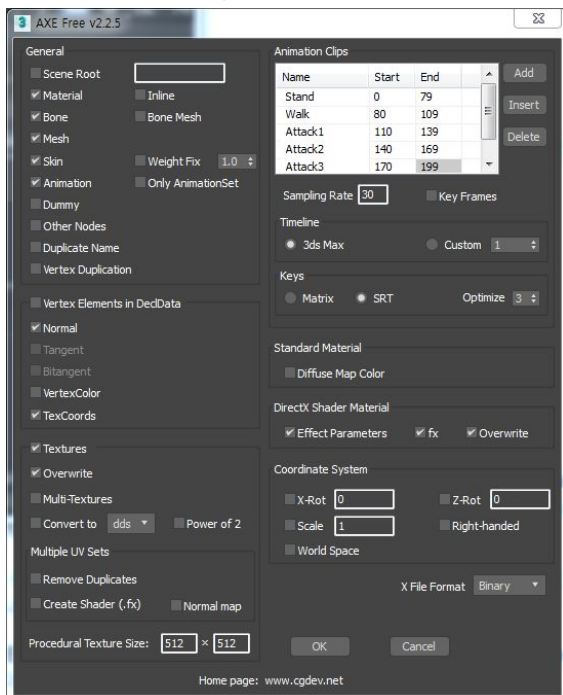 3 AXE Free v2.2.5
General
Scene Root
Material Inline
Bone Bone Mesh
Mesh
Skin Weight Fix 1.0
Animation Only AnimationSet
Dummy
Other Nodes
Duplicate Name
Vertex Duplication
Vertex Elements in DeclData
Normal
Tangent
Bitangent
VertexColor
TexCoords
Textures
Overwrite
Multi-Textures
Convert to dds Power of 2
Multiple UV Sets
Remove Duplicates
Create Shader (.fx) Normal map
Procedural Texture Size: 512 × 512
Animation Clips
Name Start End
Stand 0 79
Walk 80 109
Attack1 110 139
Attack2 140 169
Attack3 170 199
Add
Insert
Delete
Sampling Rate 30 Key Frames
Timeline
3ds Max Custom 1
Keys
Matrix SRT Optimize 3
Standard Material
Diffuse Map Color
DirectX Shader Material
Effect Parameters fx Overwrite
Coordinate System
X-Rot 0 Z-Rot 0
Scale 1 Right-handed
World Space
X File Format Binary
OK Cancel
Home page: www.cgdev.net